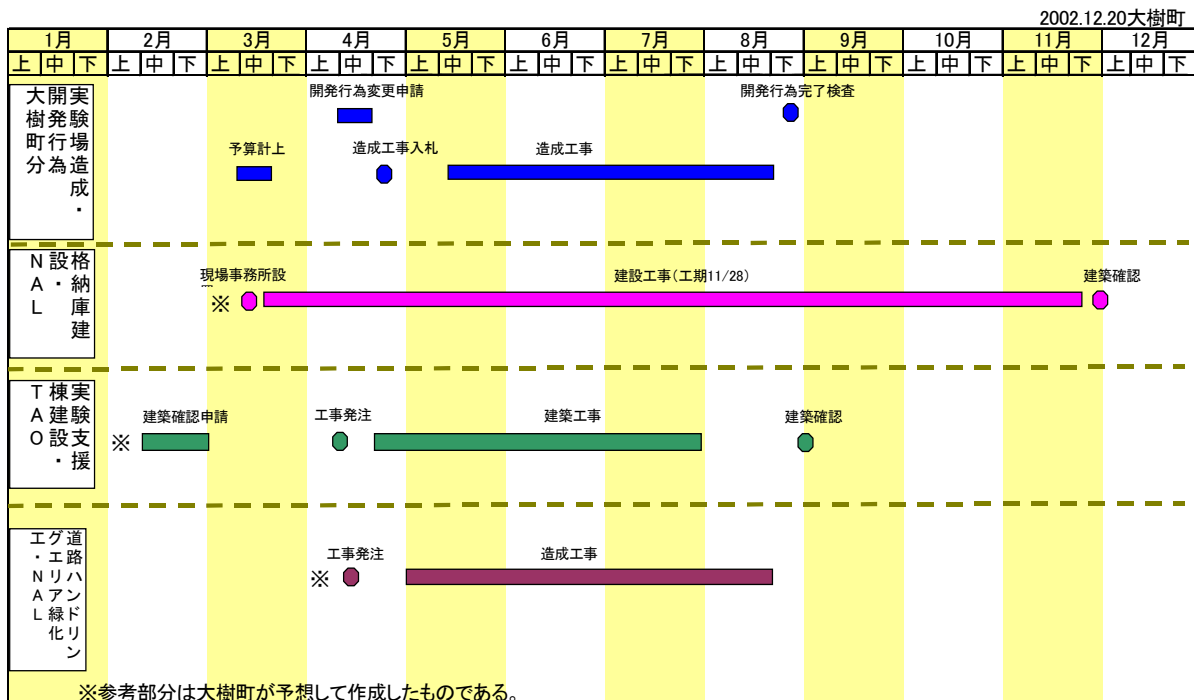 2002.12.20大樹町
1月 2月 3月 4月 5月 6月 7月 8月 9月 10月 11月 12月
上 中 下 上 中 下 上 中 下 上 中 下 上 中 下 上 中 下 上 中 下 上 中 下 上 中 下 上 中 下 上 中 下 上 中 下
実験場造成・
開発行為
大樹町分
開発行為変更申請
開発行為完了検査
予算計上
造成工事入札
造成工事
格納庫建
設・
NAL
現場事務所設
建設工事(工期11/28)
建築確認
※
実験支援
棟建設・
TAO
建築確認申請
工事発注
建築工事
建築確認
※
道路ハンドリン
グエリア緑化
工・NAL
工事発注
造成工事
※
※参考部分は大樹町が予想して作成したものである。